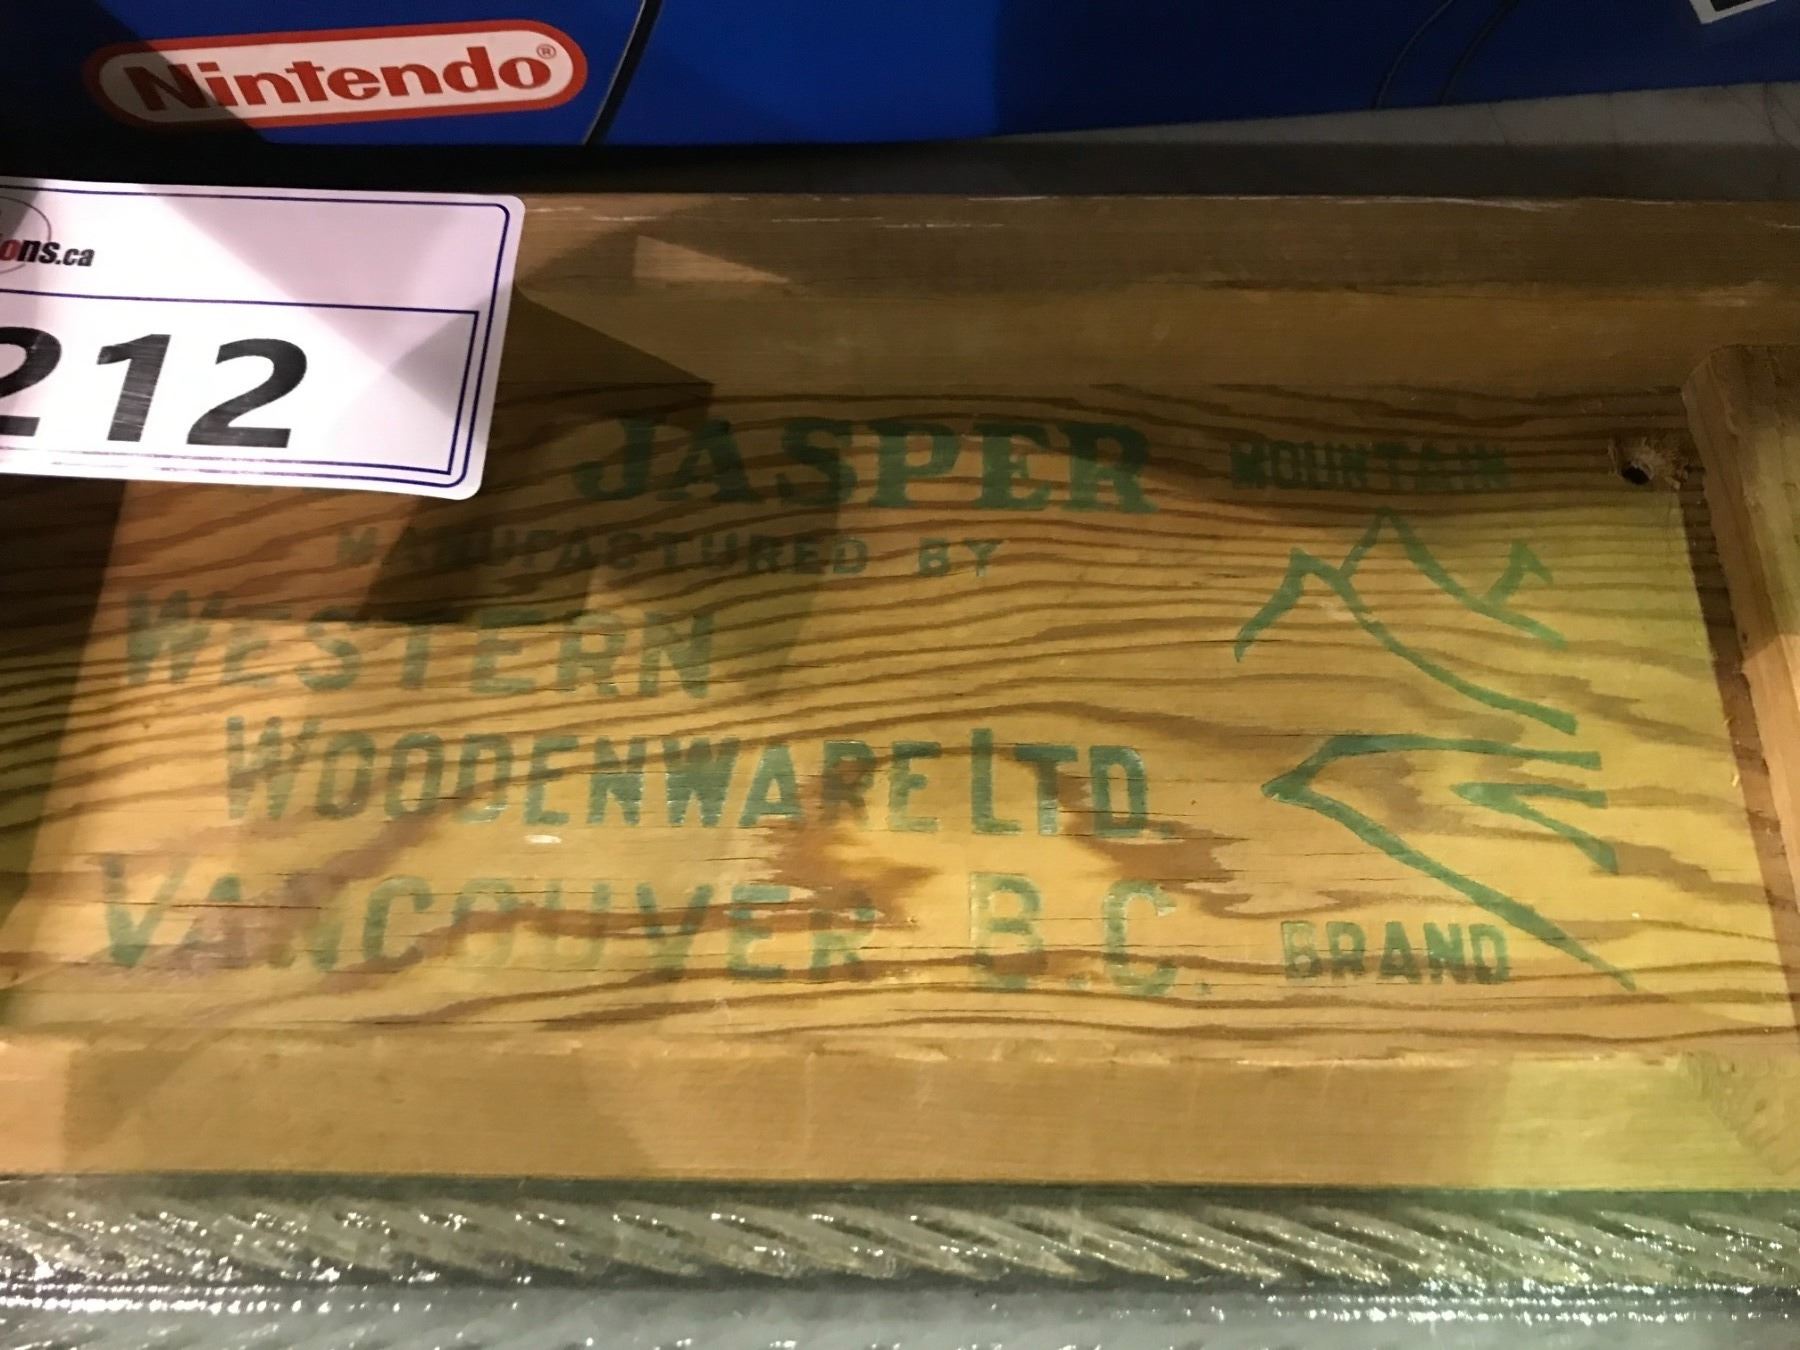 Nintendo®
ons.ca
212
JASPER MOUNTAIN
MANUFACTURED BY
WESTERN
WOODENWARE LTD.
VANCOUVER B.C. BRAND